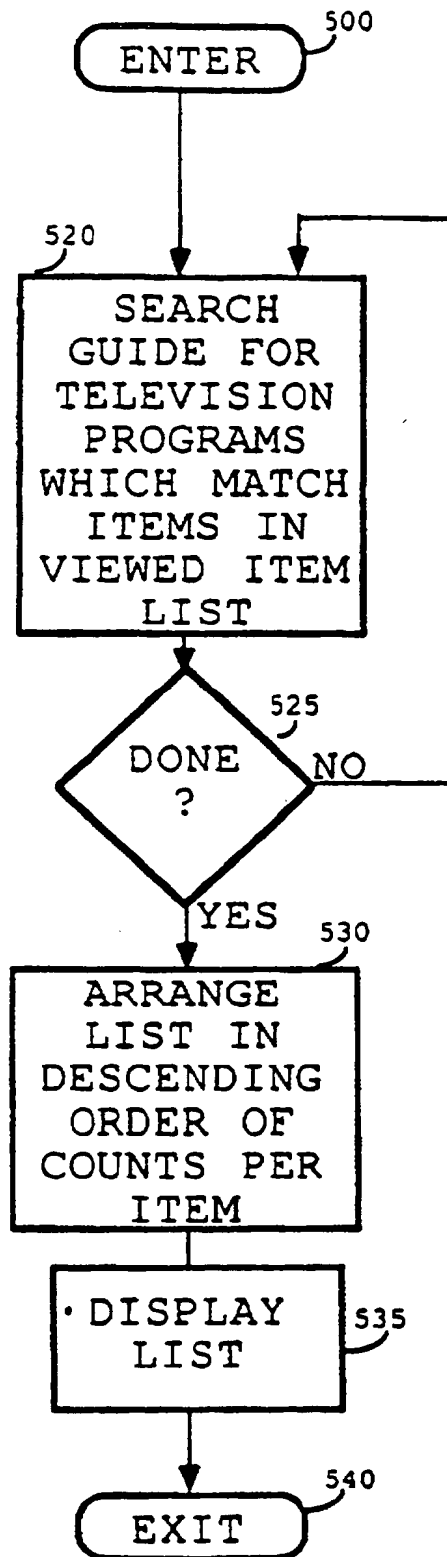 500
ENTER
520
SEARCH
GUIDE FOR
TELEVISION
PROGRAMS
WHICH MATCH
ITEMS IN
VIEWED ITEM
LIST
525
DONE
?
NO
YES
530
ARRANGE
LIST IN
DESCENDING
ORDER OF
COUNTS PER
ITEM
DISPLAY
LIST
535
540
EXIT